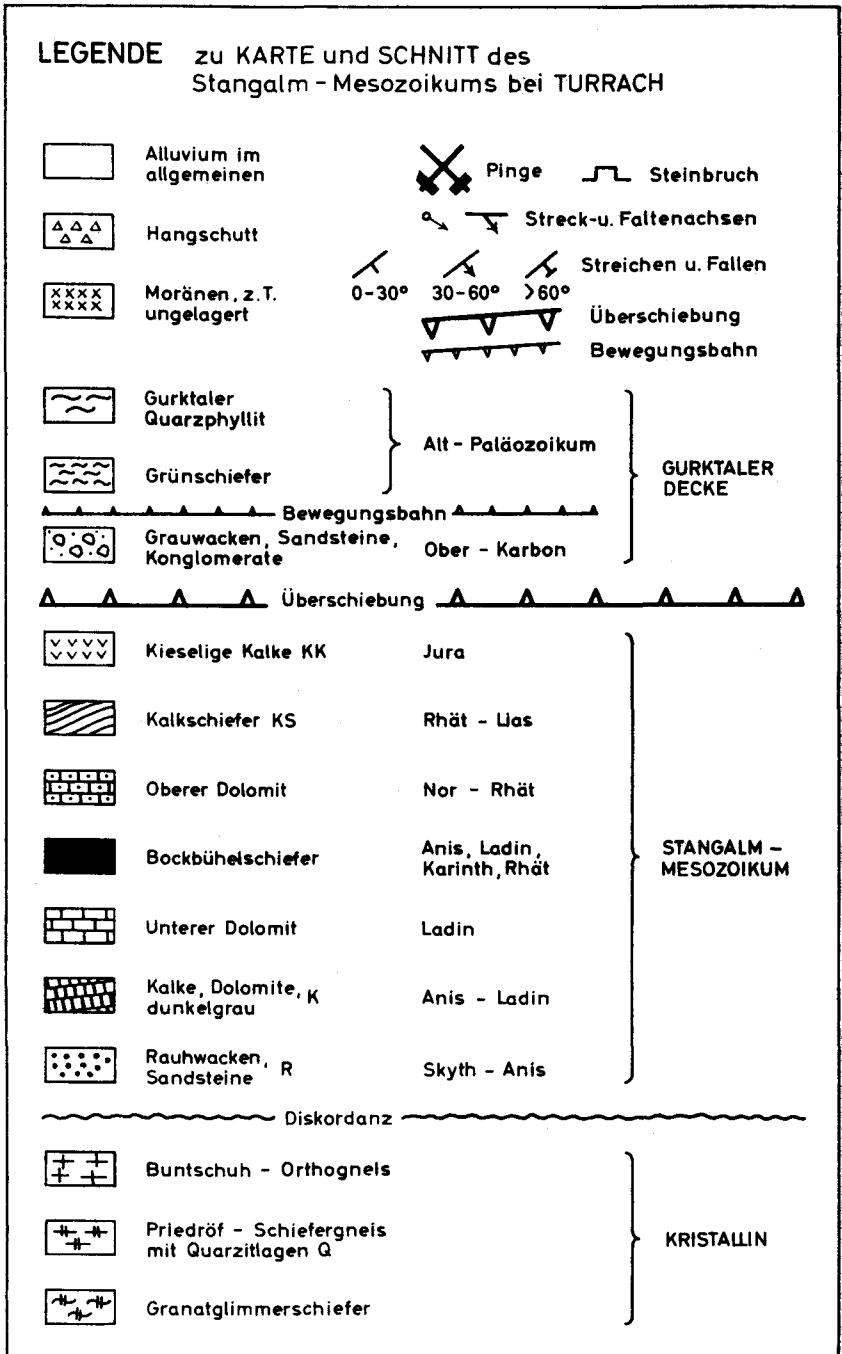 LEGENDE zu KARTE und SCHNITT des
Stangalm - Mesozoikums bei TURRACH
Alluvium im
allgemeinen
Pinge
Steinbruch
Hangschutt
Streck-u. Faltenachsen
Streichen u. Fallen
0-30° 30-60° >60°
Moränen, z.T.
ungelagert
Überschiebung
Bewegungsbahn
Gurktaler
Quarzphyllit
Grünschiefer
Alt - Paläozoikum
GURKTALER
DECKE
Bewegungsbahn
Grauwacken, Sandsteine,
Konglomerate
Ober - Karbon
Überschiebung
Kieselige Kalke KK Jura
Kalkschiefer KS Rhät - Lias
Oberer Dolomit Nor - Rhät
Bockbühelschiefer
Anis, Ladin,
Karinth, Rhät
STANGALM -
MESOZOIKUM
Unterer Dolomit Ladin
Kalke, Dolomite, K
dunkelgrau
Anis - Ladin
Rauhwacken, R
Sandsteine
Skyth - Anis
Diskordanz
Buntschuh - Orthogneis
Priedröf - Schiefergneis
mit Quarzitlagen Q
KRISTALLIN
Granatglimmerschiefer